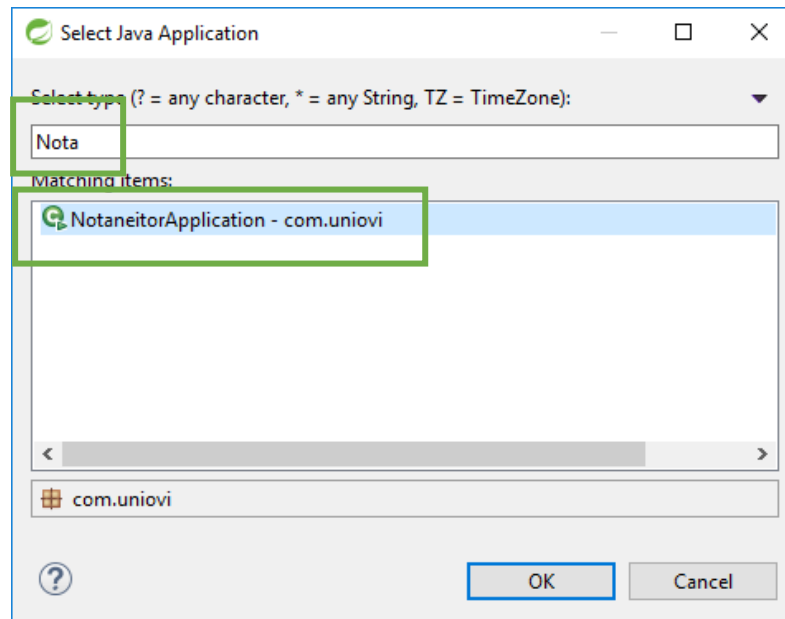 Select Java Application
Select type (? = any character, * = any String, TZ = TimeZone):
Nota
Matching items:
NotaneitorApplication - com.uniovi
com.uniovi
?
OK Cancel